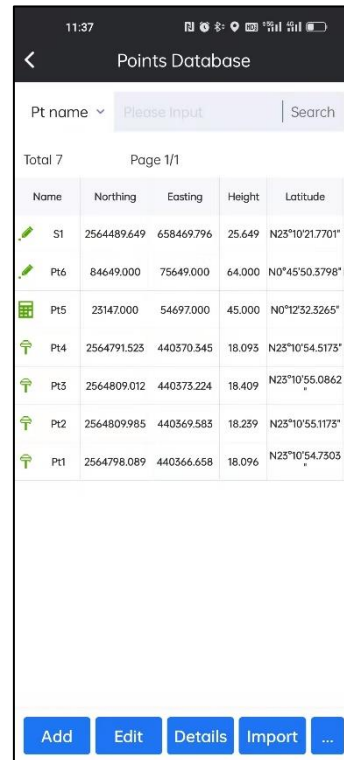 11:37
Points Database
Pt name Please Input Search
Total 7 Page 1/1
Name Northing Easting Height Latitude
S1 2564489.649 658469.796 25.649 N23°10'21.7701"
Pt6 84649.000 75649.000 64.000 N0°45'50.3798"
Pt5 23147.000 54697.000 45.000 N0°12'32.3265"
Pt4 2564791.523 440370.345 18.093 N23°10'54.5173"
Pt3 2564809.012 440373.224 18.409 N23°10'55.0862"
Pt2 2564809.985 440369.583 18.239 N23°10'55.1173"
Pt1 2564798.089 440366.658 18.096 N23°10'54.7303"
Add Edit Details Import ...